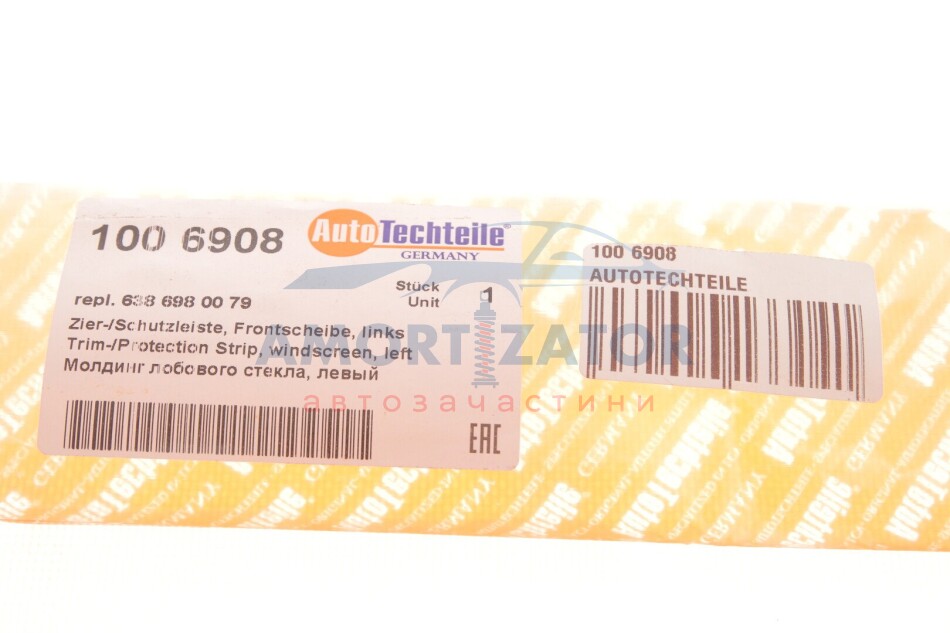 100 6908
AutoTechteile®
GERMANY
repl. 638 698 00 79
Stück
Unit
1
Zier-/Schutzleiste, Frontscheibe, links
Trim-/Protection Strip, windscreen, left
Молдинг лобового стекла, левый
EAC
100 6908
AUTOTECHTEILE
AMORTIZATOR
автозачастини